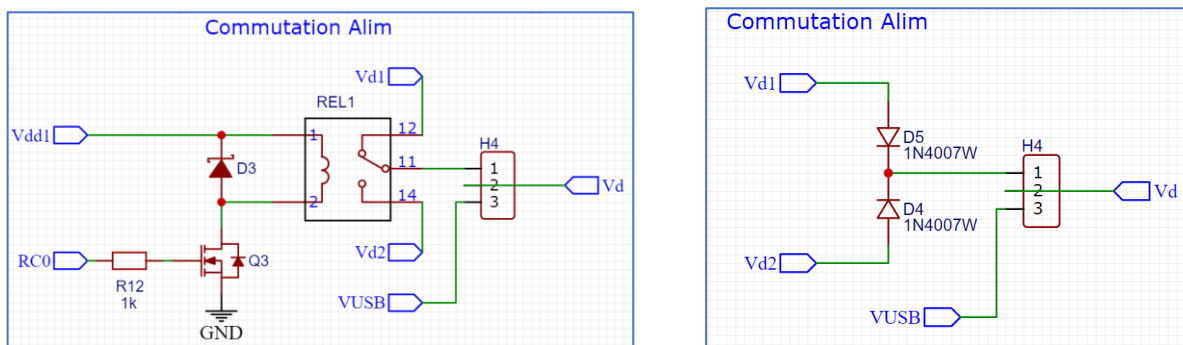 Commutation Alim
Vd1
REL1
Vdd1
1
12
D3
11
H4
1
2
3
Vd
2
14
RC0
Q3
Vd2
R12
1k
VUSB
GND
Commutation Alim
Vd1
D5
1N4007W
H4
1
2
3
Vd
D4
1N4007W
Vd2
VUSB